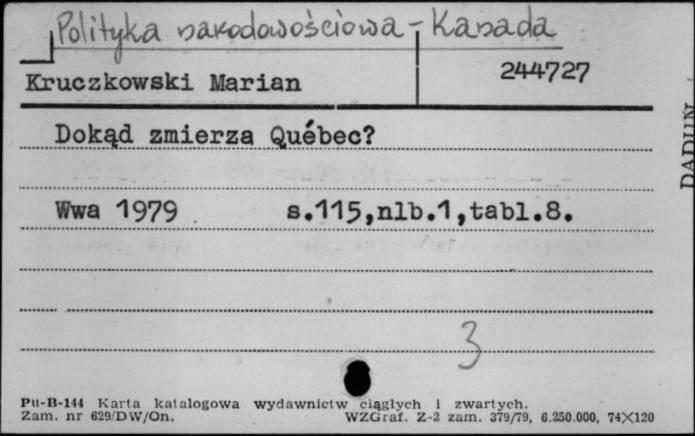 Polityka narodowościowa - Kanada
Kruczkowski Marian 244727
Dokąd zmierza Québec?
Wwa 1979 s.115,nlb.1,tabl.8.
3
Pu-B-144 Karta katalogowa wydawnictw ciągłych i zwartych.
Zam. nr 629/DW/On. WZGraf. Z-2 zam. 379/79, 6.250.000, 74X120